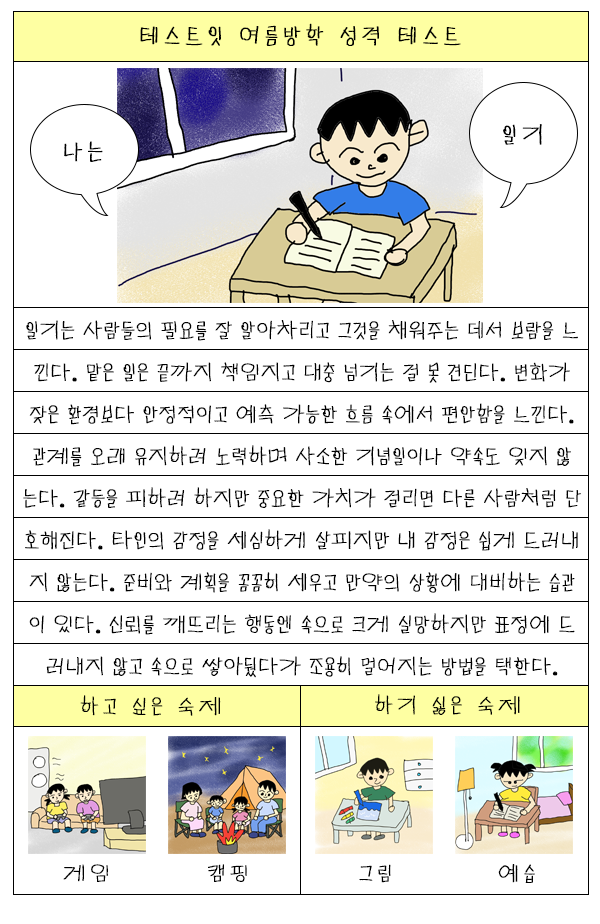 테스트잇 여름방학 성격 테스트
나는
일기
일기는 사람들의 필요를 잘 알아차리고 그것을 채워주는 데서 보람을 느
낀다. 맡은 일은 끝까지 책임지고 대충 넘기는 걸 못 견딘다. 변화가
잦은 환경보다 안정적이고 예측 가능한 흐름 속에서 편안함을 느낀다.
관계를 오래 유지하려 노력하며 사소한 기념일이나 약속도 잊지 않
는다. 갈등을 피하려 하지만 중요한 가치가 걸리면 다른 사람처럼 단
호해진다. 타인의 감정을 세심하게 살피지만 내 감정은 쉽게 드러내
지 않는다. 준비와 계획을 꼼꼼히 세우고 만약의 상황에 대비하는 습관
이 있다. 신뢰를 깨뜨리는 행동엔 속으로 크게 실망하지만 표정에 드
러내지 않고 속으로 쌓아뒀다가 조용히 멀어지는 방법을 택한다.
하고 싶은 숙제
하기 싫은 숙제
게임
캠핑
그림
예습